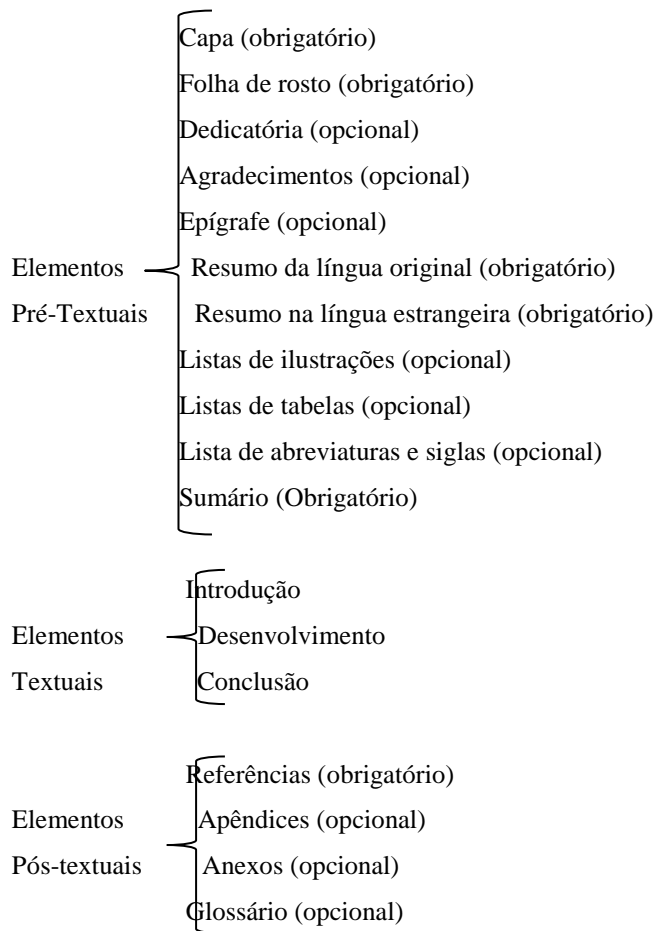 Capa (obrigatório)
Folha de rosto (obrigatório)
Dedicatória (opcional)
Agradecimentos (opcional)
Epígrafe (opcional)
Elementos Resumo da língua original (obrigatório)
Pré-Textuais Resumo na língua estrangeira (obrigatório)
Listas de ilustrações (opcional)
Listas de tabelas (opcional)
Lista de abreviaturas e siglas (opcional)
Sumário (Obrigatório)
Introdução
Elementos Desenvolvimento
Textuais Conclusão
Referências (obrigatório)
Elementos Apêndices (opcional)
Pós-textuais Anexos (opcional)
Glossário (opcional)